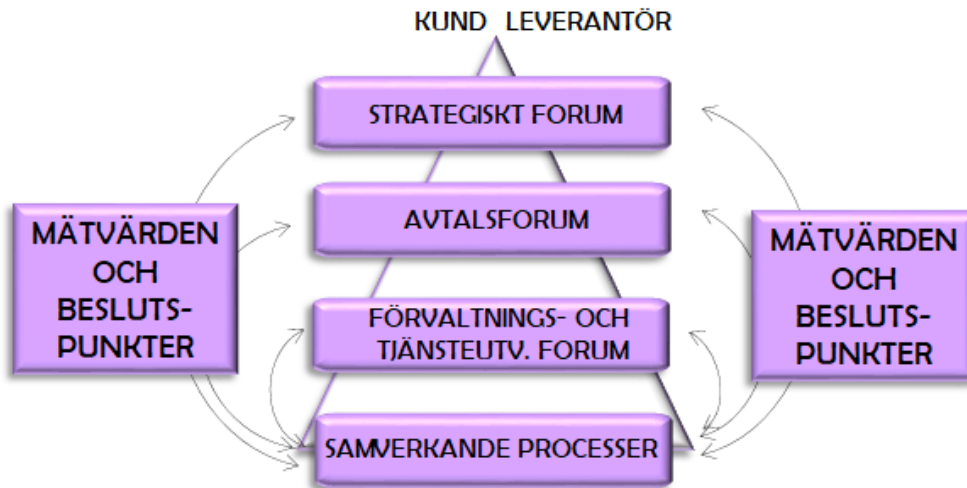 KUND LEVERANTÖR
STRATEGISKT FORUM
AVTALSFORUM
MÄTVÄRDEN
OCH
BESLUTS-
PUNKTER
FÖRVALTNINGS- OCH
TJÄNSTEUTV. FORUM
SAMVERKANDE PROCESSER
MÄTVÄRDEN
OCH
BESLUTS-
PUNKTER